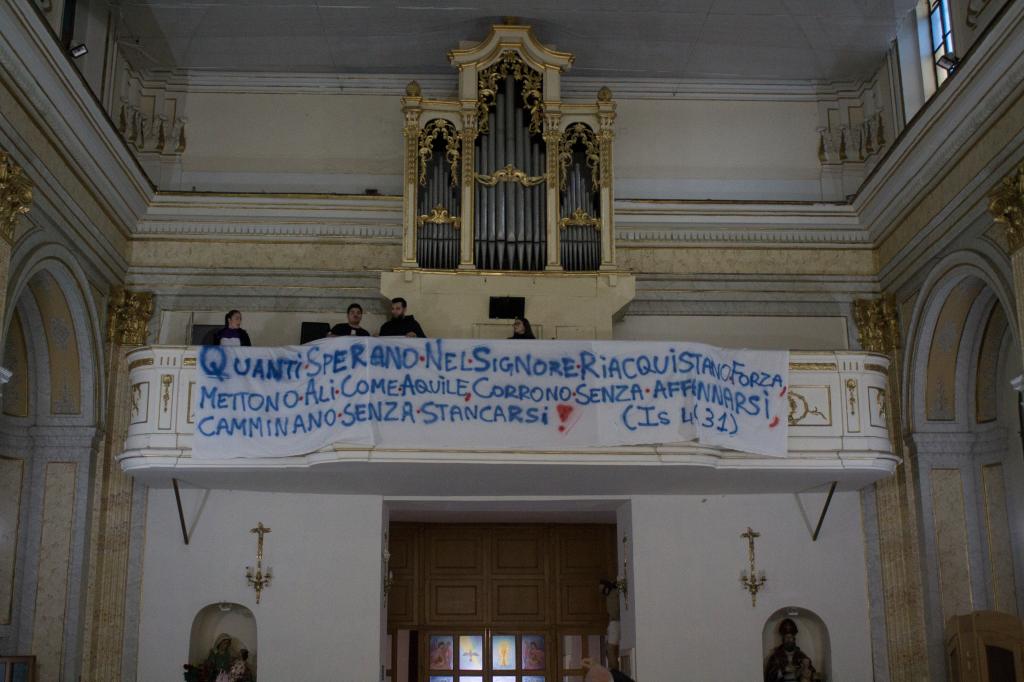 QUANTI·SPERANO·NEL·SIGNORE·RIACQUISTANO·FORZA,
METTONO·ALI·COME·AQUILE, CORRONO·SENZA·AFFANNARSI,
CAMMINANO·SENZA·STANCARSI!
(IS 40,31)